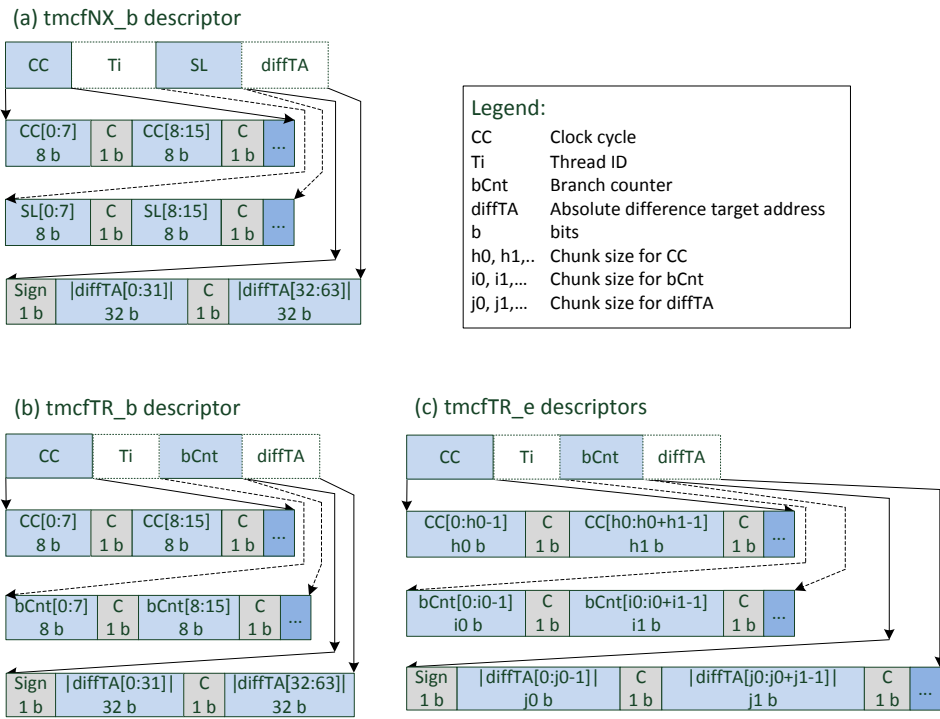 (a) tmcfNX_b descriptor
CC Ti SL diffTA
CC[0:7] C CC[8:15] C ...
8 b 1 b 8 b 1 b
SL[0:7] C SL[8:15] C ...
8 b 1 b 8 b 1 b
Sign |diffTA[0:31]| C |diffTA[32:63]|
1 b 32 b 1 b 32 b
Legend:
CC Clock cycle
Ti Thread ID
bCnt Branch counter
diffTA Absolute difference target address
b bits
h0, h1,.. Chunk size for CC
i0, i1,... Chunk size for bCnt
j0, j1,... Chunk size for diffTA
(b) tmcfTR_b descriptor
CC Ti bCnt diffTA
CC[0:7] C CC[8:15] C ...
8 b 1 b 8 b 1 b
bCnt[0:7] C bCnt[8:15] C ...
8 b 1 b 8 b 1 b
Sign |diffTA[0:31]| C |diffTA[32:63]|
1 b 32 b 1 b 32 b
(c) tmcfTR_e descriptors
CC Ti bCnt diffTA
CC[0:h0-1] C CC[h0:h0+h1-1] C ...
h0 b 1 b h1 b 1 b
bCnt[0:i0-1] C bCnt[i0:i0+i1-1] C ...
i0 b 1 b i1 b 1 b
Sign |diffTA[0:j0-1]| C |diffTA[j0:j0+j1-1]| C ...
1 b j0 b 1 b j1 b 1 b